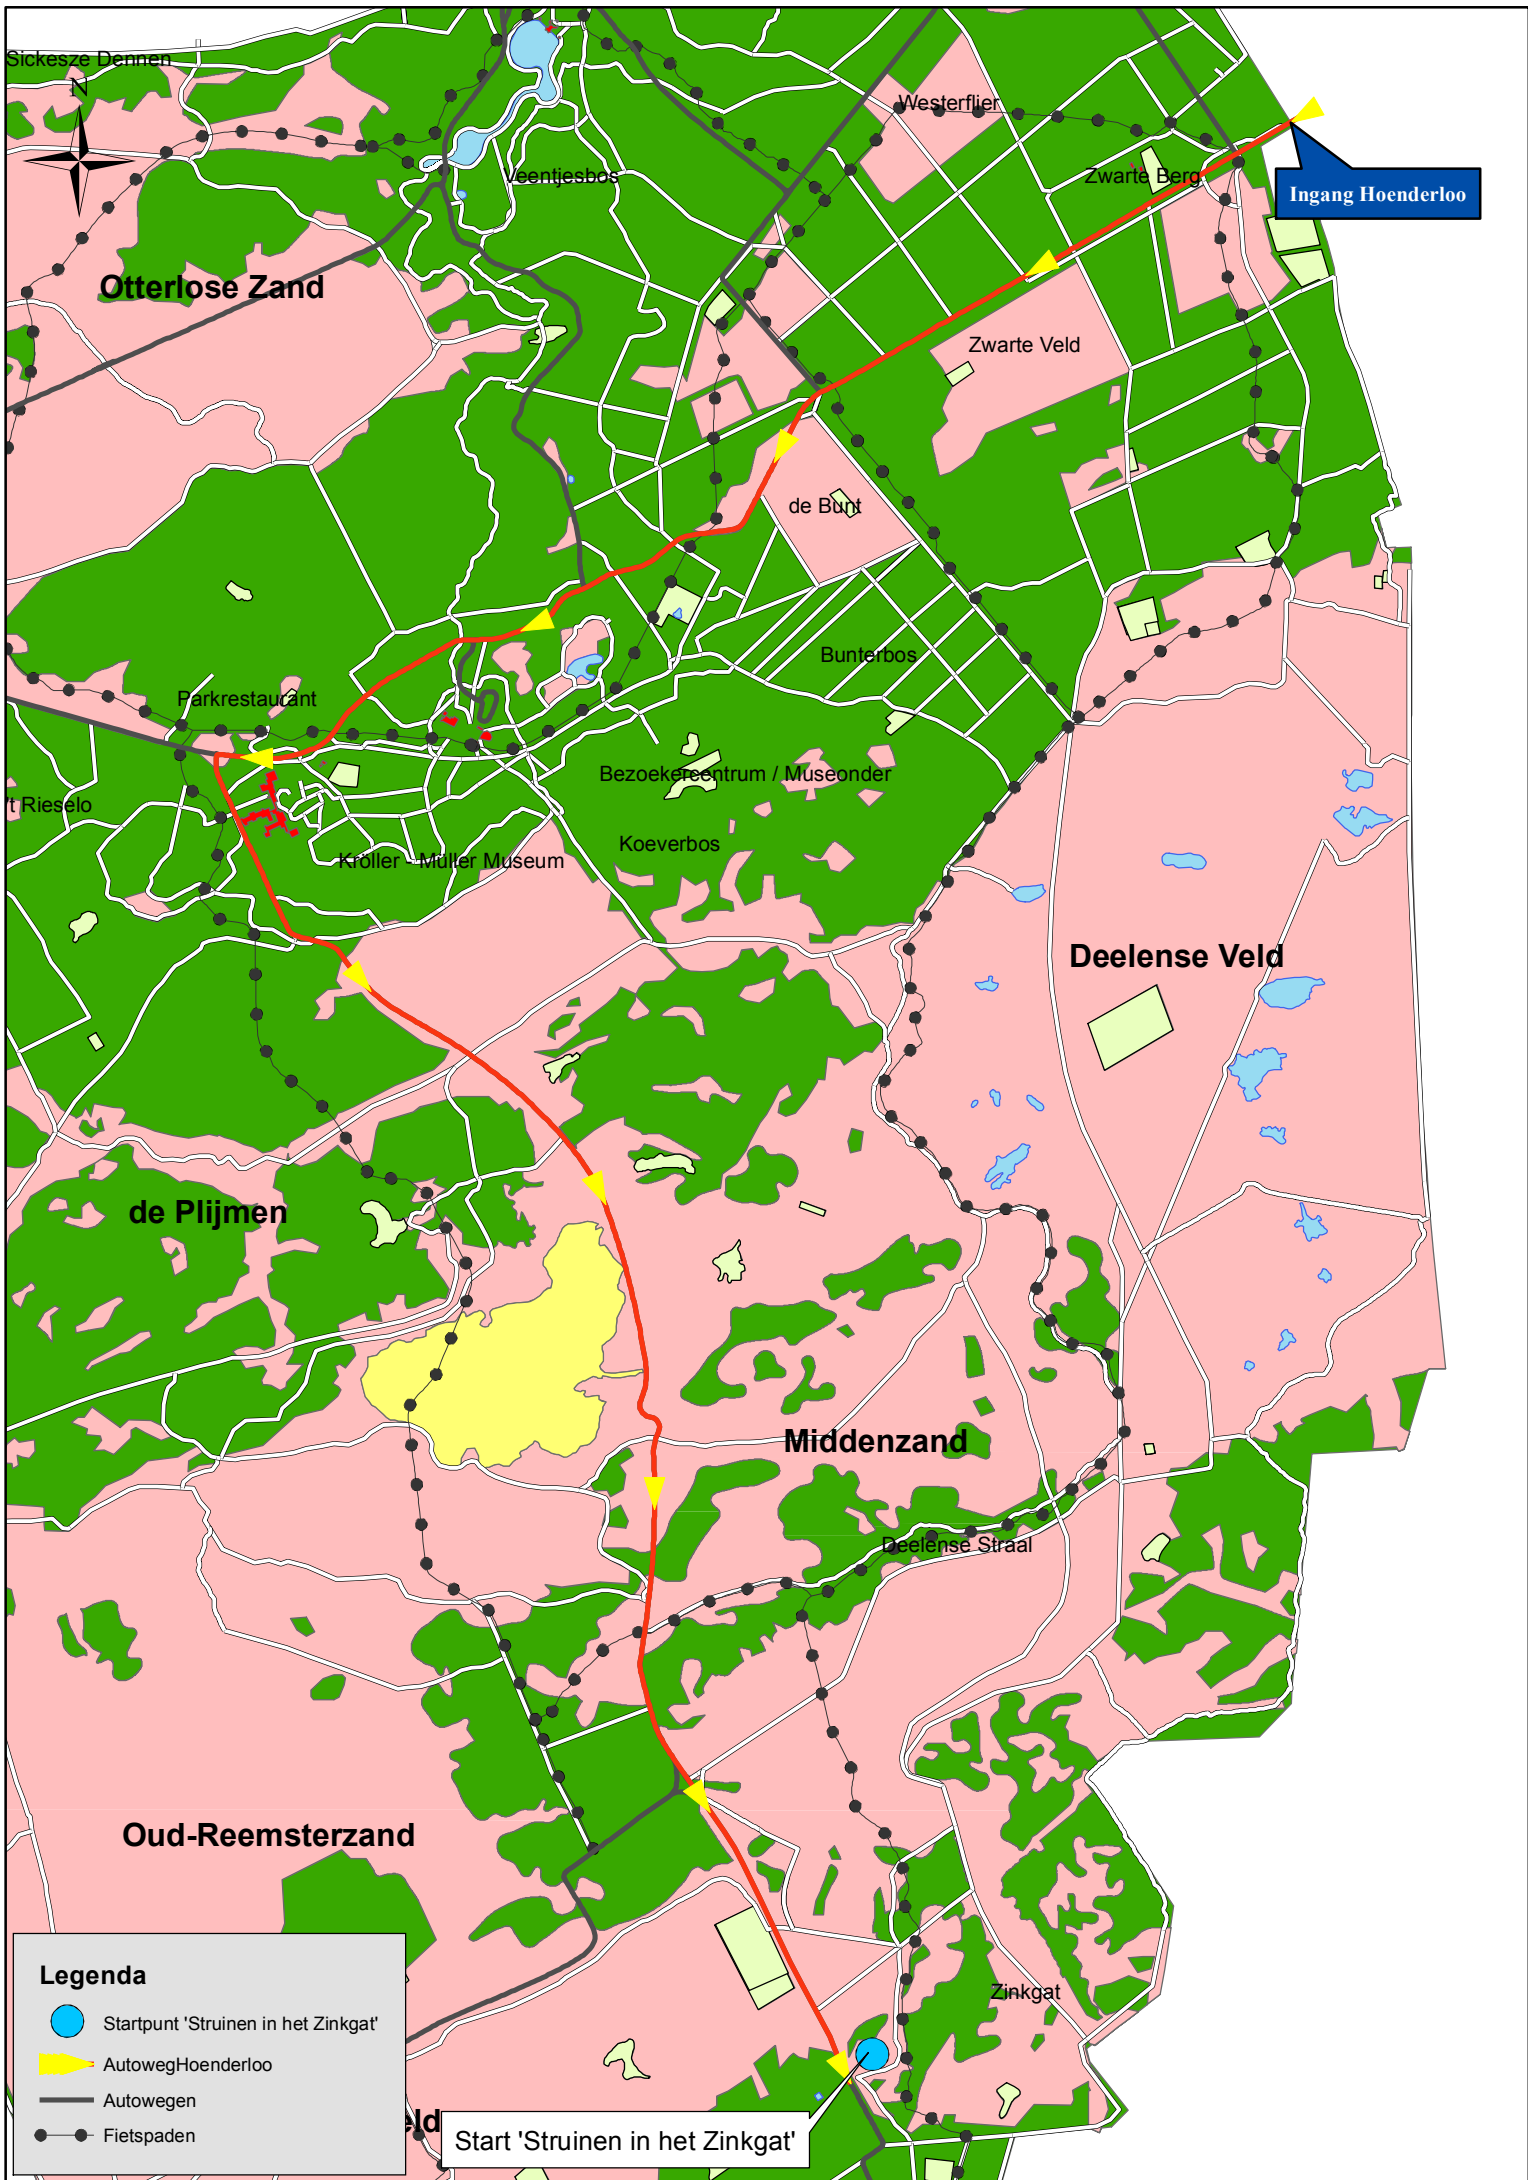 Sickesze Dennen
N
Westerflier
Veentjesbos
Zwarte Berg
Ingang Hoenderloo
Otterlose Zand
Zwarte Veld
de Bunt
Bunterbos
Parkrestaurant
Bezoekercentrum / Museonder
't Rieselo
Koeverbos
Kröller - Müller Museum
Deelense Veld
de Plijmen
Middenzand
Deelense Straal
Oud-Reemsterzand
Zinkgat
Legenda
Startpunt 'Struinen in het Zinkgat'
AutowegHoenderloo
Autowegen
Fietspaden
eld
Start 'Struinen in het Zinkgat'